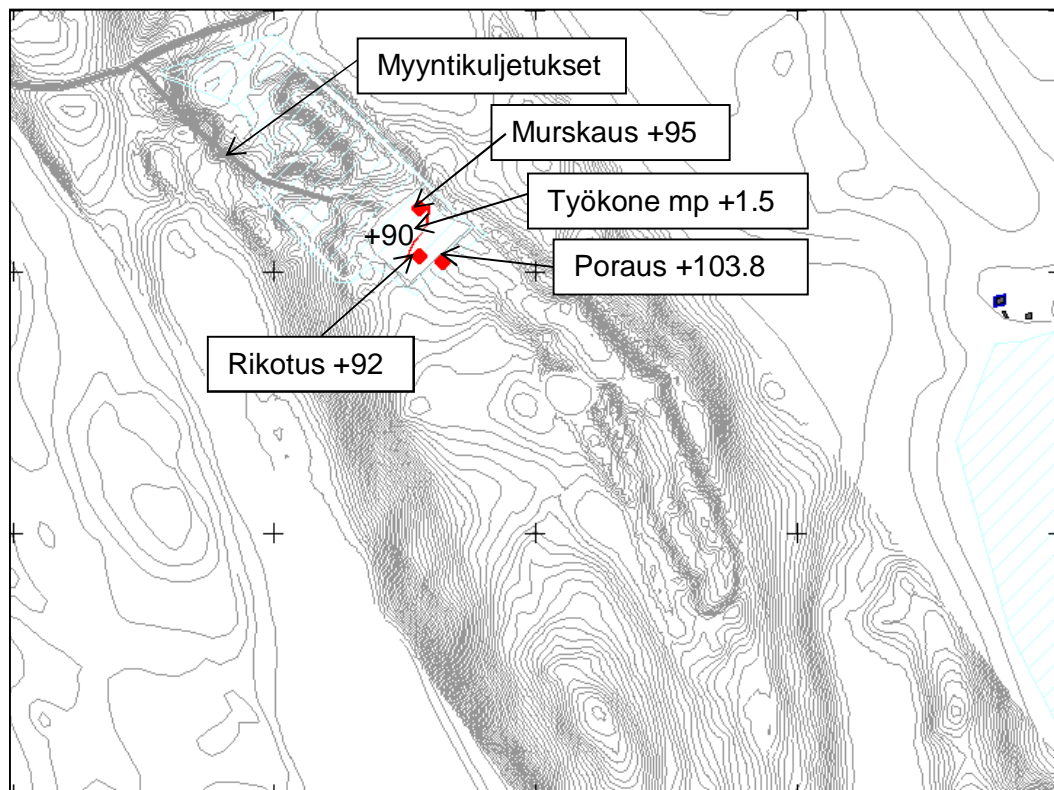 Myyntikuljetukset
Murskaus +95
Työkone mp +1.5
+90
Poraus +103.8
Rikotus +92